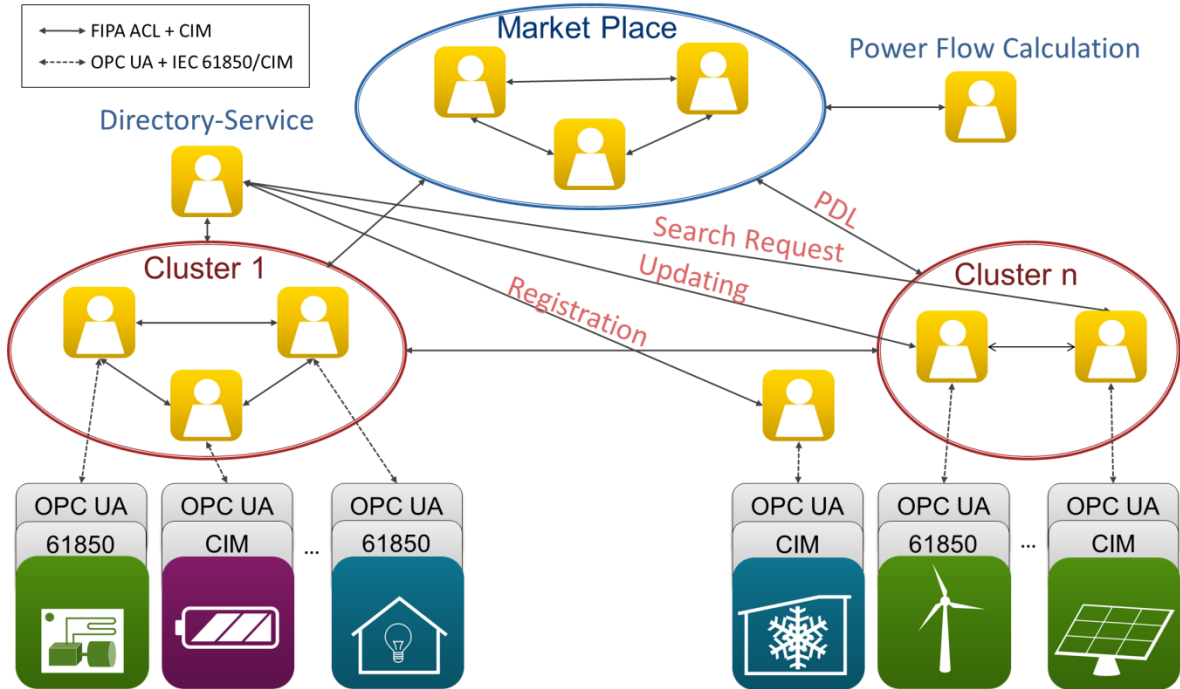 FIPA ACL + CIM
OPC UA + IEC 61850/CIM
Market Place
Power Flow Calculation
Directory-Service
PDL
Search Request
Updating
Registration
Cluster 1
Cluster n
OPC UA
61850
OPC UA
CIM
...
OPC UA
61850
OPC UA
CIM
OPC UA
61850
...
OPC UA
CIM